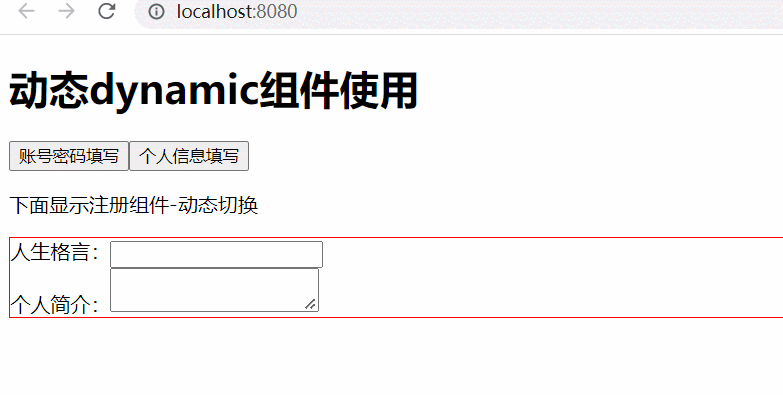 localhost:8080
动态dynamic组件使用
账号密码填写 个人信息填写
下面显示注册组件-动态切换
人生格言：
个人简介：